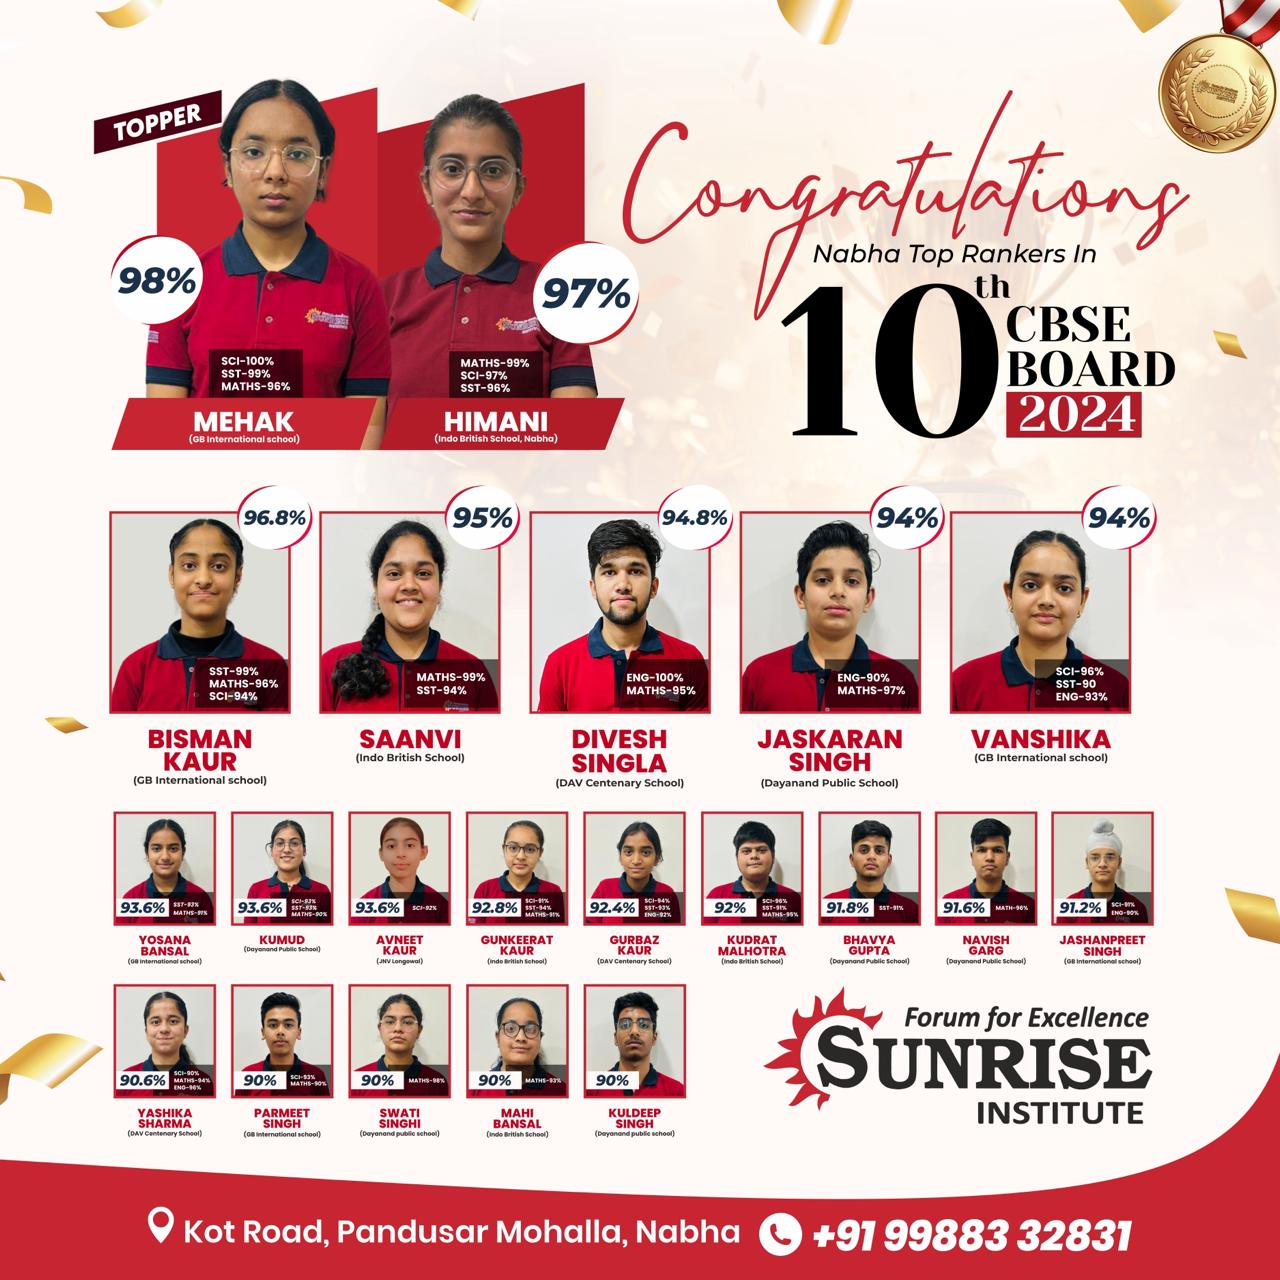 TOPPER
98%
SCI-100%
SST-99%
MATHS-96%
MEHAK
(GB International school)
97%
MATHS-99%
SCI-97%
SST-96%
HIMANI
(Indo British School, Nabha)
Congratulations
Nabha Top Rankers In
10th
CBSE
BOARD
2024
96.8%
SST-99%
MATHS-96%
SCI-94%
BISMAN
KAUR
(GB International school)
95%
MATHS-99%
SST-94%
SAANVI
(Indo British School)
94.8%
ENG-100%
MATHS-95%
DIVESH
SINGLA
(DAV Centenary School)
94%
ENG-90%
MATHS-97%
JASKARAN
SINGH
(Dayanand Public School)
94%
SCI-96%
SST-90
ENG-93%
VANSHIKA
(GB International school)
93.6%
SST-93%
MATHS-91%
YOSANA
BANSAL
(GB International school)
93.6%
SCI-93%
SST-93%
MATHS-90%
KUMUD
(Dayanand Public School)
93.6%
SCI-92%
AVNEET
KAUR
(JNV Longowal)
92.8%
SCI-91%
SST-94%
MATHS-91%
GUNKEERAT
KAUR
(Indo British School)
92.4%
SCI-94%
SST-93%
ENG-92%
GURBAZ
KAUR
(DAV Centenary School)
92%
SCI-96%
SST-91%
MATHS-95%
KUDRAT
MALHOTRA
(Indo British School)
91.8%
SST-91%
BHAVYA
GUPTA
(Dayanand Public School)
91.6%
MATH-96%
NAVISH
GARG
(Dayanand Public School)
91.2%
SCI-91%
ENG-90%
JASHANPREET
SINGH
(GB International school)
90.6%
SCI-90%
MATHS-94%
ENG-96%
YASHIKA
SHARMA
(DAV Centenary School)
90%
SCI-93%
MATHS-90%
PARMEET
SINGH
(GB International school)
90%
MATHS-98%
SWATI
SINGHI
(Dayanand public school)
90%
MATHS-93%
MAHI
BANSAL
(Indo British School)
90%
KULDEEP
SINGH
(Dayanand public school)
Forum for Excellence
SUNRISE
INSTITUTE
Kot Road, Pandusar Mohalla, Nabha
+91 99883 32831